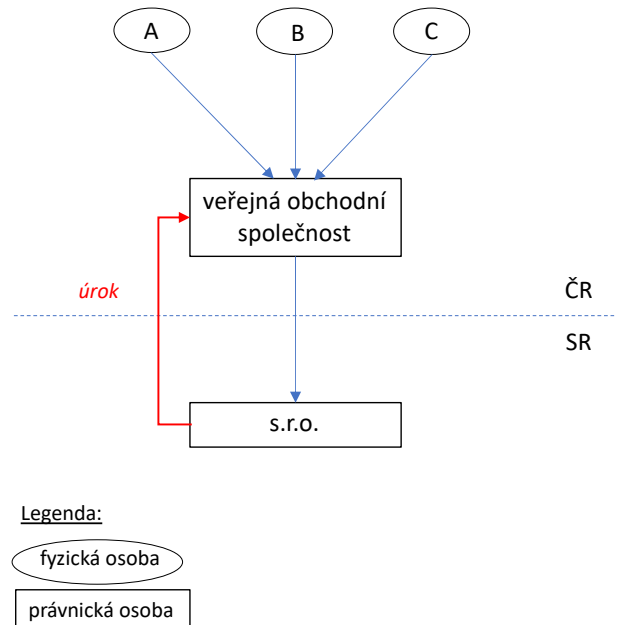 A
B
C
veřejná obchodní
společnost
úrok
ČR
SR
s.r.o.
Legenda:
fyzická osoba
právnická osoba